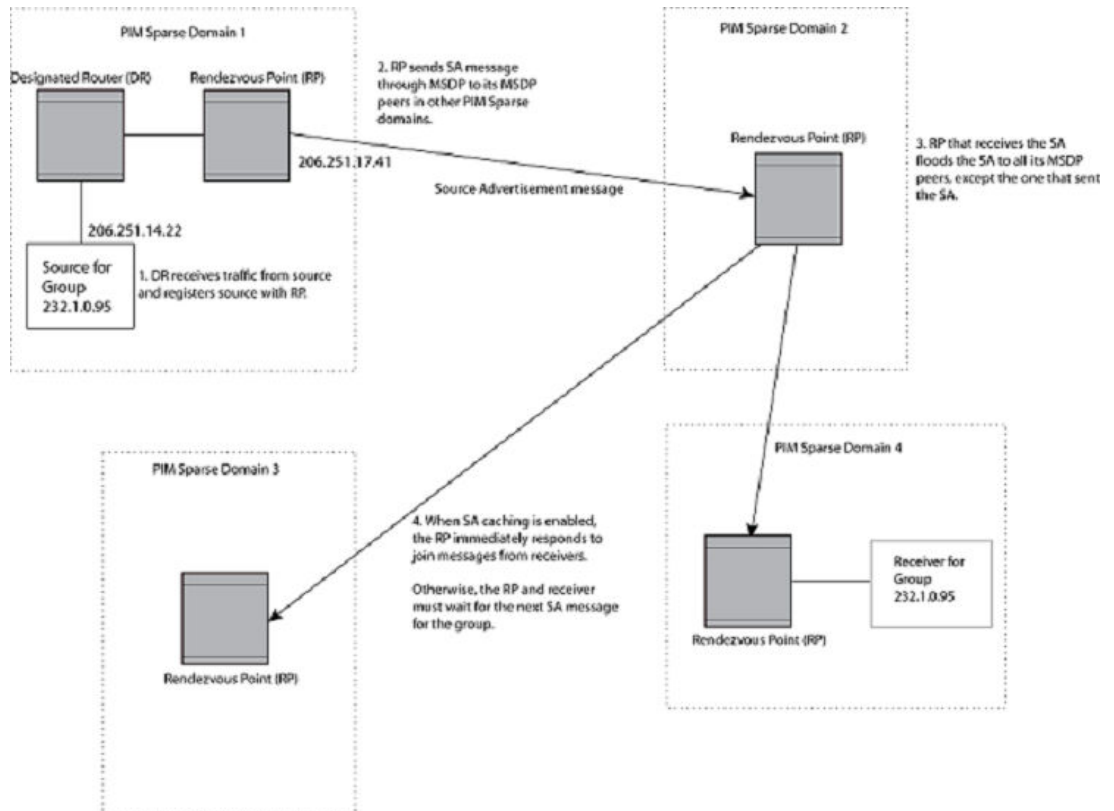 PIM Sparse Domain 1
Designated Router (DR)
Rendezvous Point (RP)
206.251.17.41
206.251.14.22
Source for
Group
232.1.0.95
1. DR receives traffic from source
and registers source with RP.
2. RP sends SA message
through MSDP to its MSDP
peers in other PIM Sparse
domains.
Source Advertisement message
PIM Sparse Domain 2
Rendezvous Point (RP)
3. RP that receives the SA
floods the SA to all its MSDP
peers, except the one that sent
the SA.
PIM Sparse Domain 3
Rendezvous Point (RP)
4. When SA caching is enabled,
the RP immediately responds to
join messages from receivers.
Otherwise, the RP and receiver
must wait for the next SA message
for the group.
PIM Sparse Domain 4
Rendezvous Point (RP)
Receiver for
Group
232.1.0.95